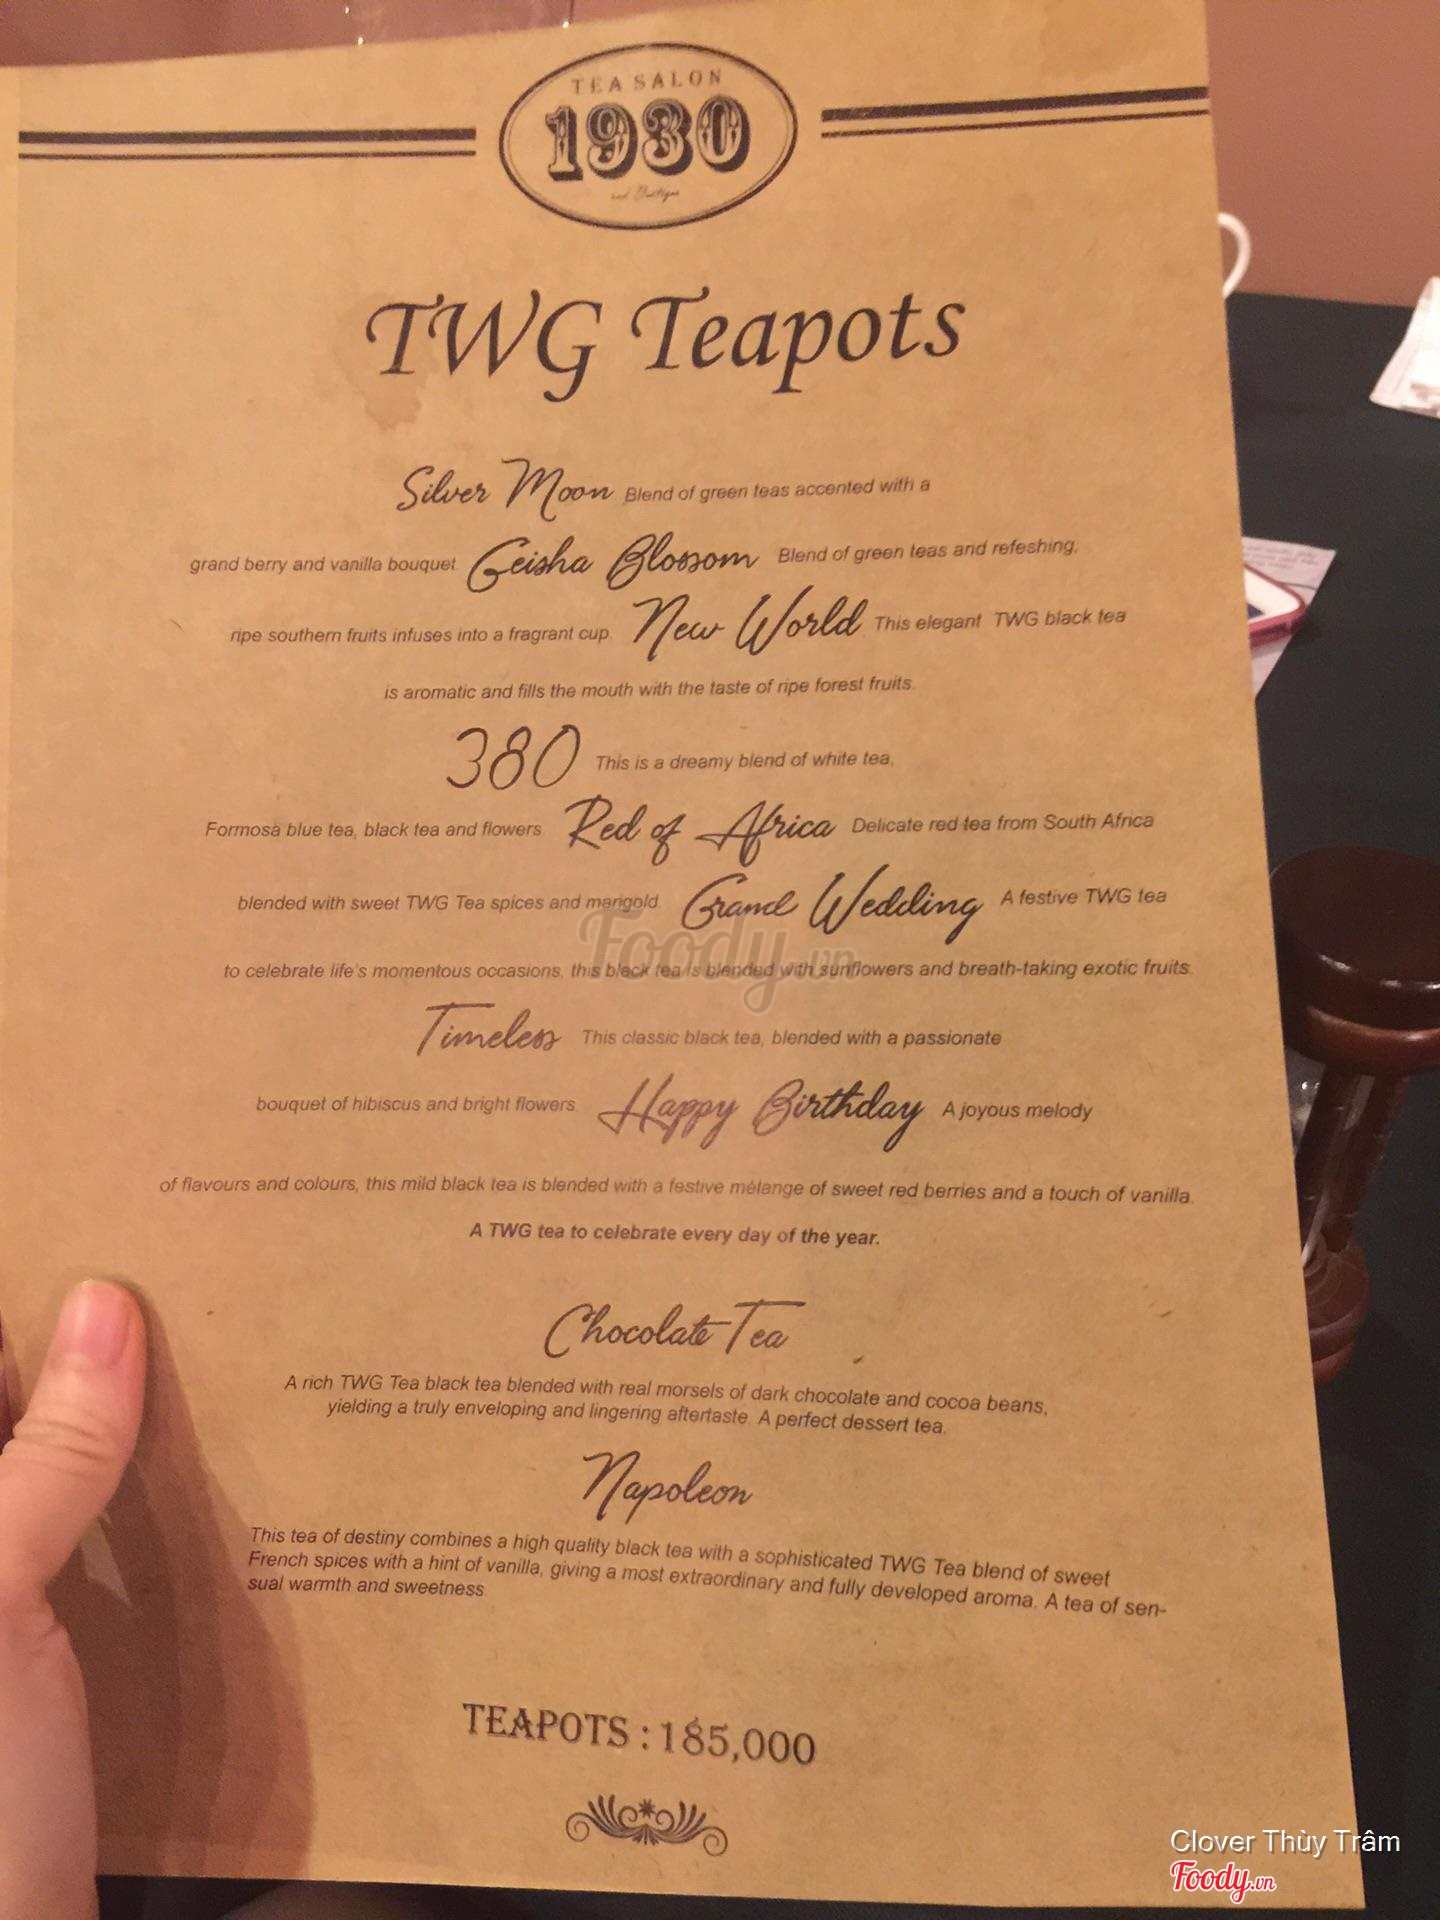 TEA SALON
1930
and Boutique
TWG Teapots
Silver Moon Blend of green teas accented with a
grand berry and vanilla bouquet. Geisha Blossom Blend of green teas and refeshing,
ripe southern fruits infuses into a fragrant cup. New World This elegant TWG black tea
is aromatic and fills the mouth with the taste of ripe forest fruits.
380 This is a dreamy blend of white tea,
Formosa blue tea, black tea and flowers. Red of Africa Delicate red tea from South Africa
blended with sweet TWG Tea spices and marigold. Grand Wedding A festive TWG tea
to celebrate life's momentous occasions, this black tea is blended with sunflowers and breath-taking exotic fruits.
Foody.vn
Timeless This classic black tea, blended with a passionate
bouquet of hibiscus and bright flowers. Happy Birthday A joyous melody
of flavours and colours, this mild black tea is blended with a festive mélange of sweet red berries and a touch of vanilla.
A TWG tea to celebrate every day of the year.
Chocolate Tea
A rich TWG Tea black tea blended with real morsels of dark chocolate and cocoa beans,
yielding a truly enveloping and lingering aftertaste. A perfect dessert tea.
Napoleon
This tea of destiny combines a high quality black tea with a sophisticated TWG Tea blend of sweet
French spices with a hint of vanilla, giving a most extraordinary and fully developed aroma. A tea of sen-
sual warmth and sweetness.
TEAPOTS : 185,000
Clover Thùy Trâm
Foody.vn